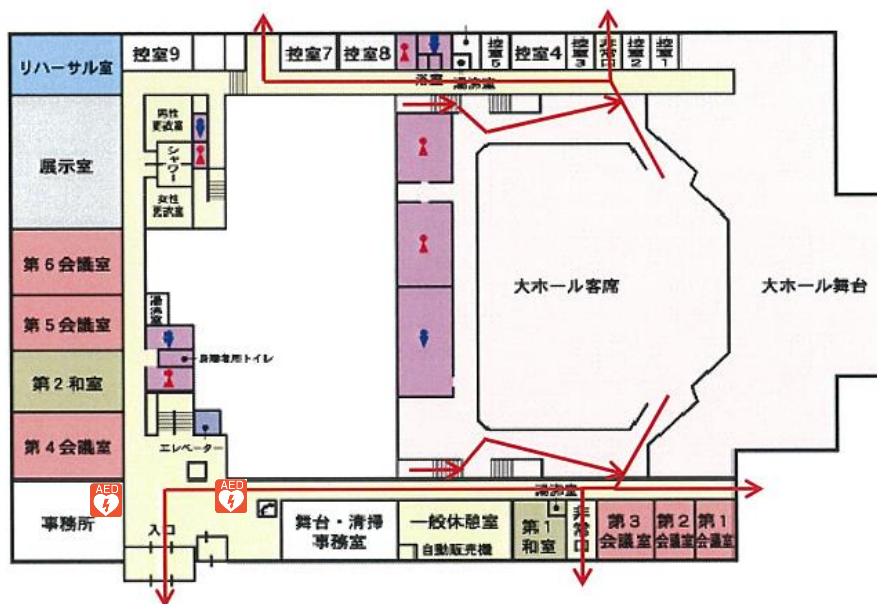 リハーサル室
控室9
控室7
控室8
控室5
控室4
控室3
非常口
控室2
控室1
浴室
湯沸室
男性
更衣室
シャワー
女性
更衣室
展示室
第6会議室
第5会議室
第2和室
第4会議室
湯沸室
身障者用トイレ
エレベーター
大ホール客席
大ホール舞台
AED
AED
事務所
入口
舞台・清掃
事務室
一般休憩室
自動販売機
湯沸室
第1
和室
非常口
第3
会議室
第2
会議室
第1
会議室